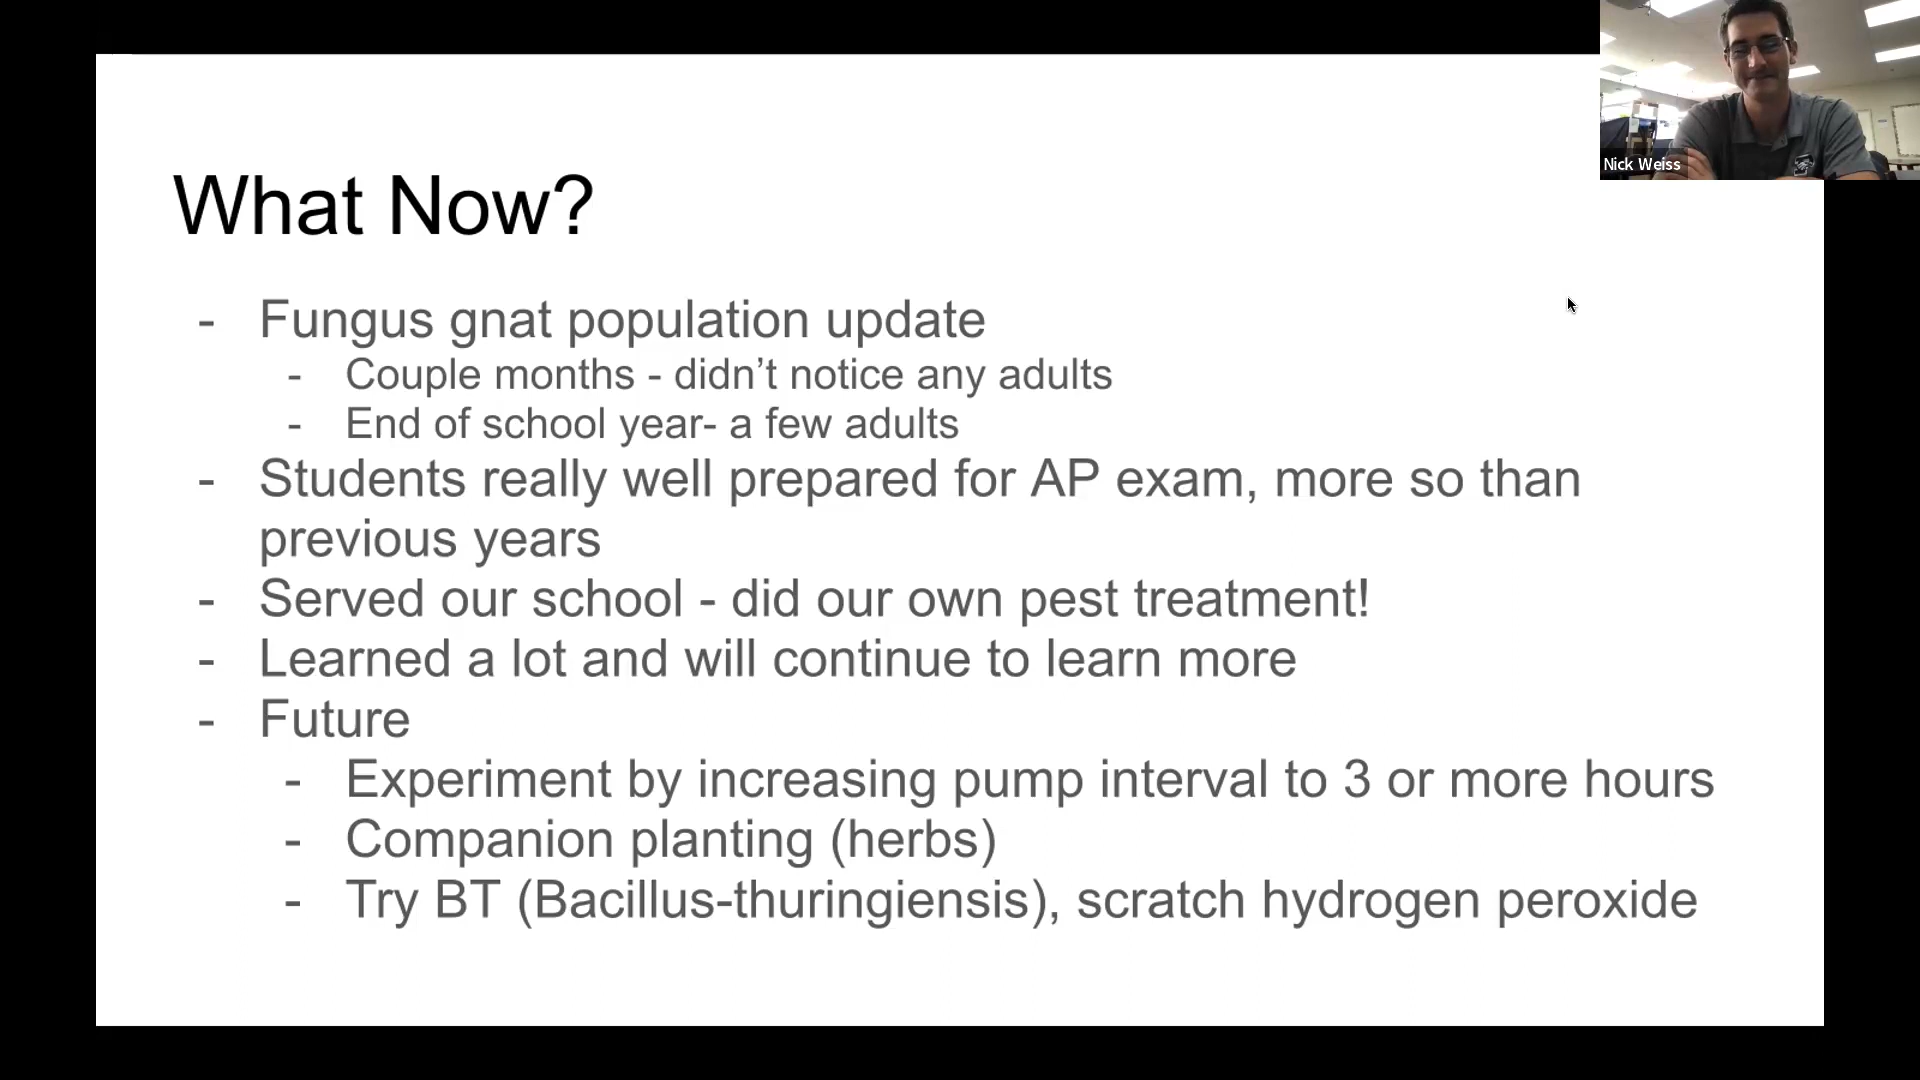 Nick Weiss
What Now?
- Fungus gnat population update
- Couple months - didn't notice any adults
- End of school year- a few adults
- Students really well prepared for AP exam, more so than
previous years
- Served our school - did our own pest treatment!
- Learned a lot and will continue to learn more
- Future
- Experiment by increasing pump interval to 3 or more hours
- Companion planting (herbs)
- Try BT (Bacillus-thuringiensis), scratch hydrogen peroxide